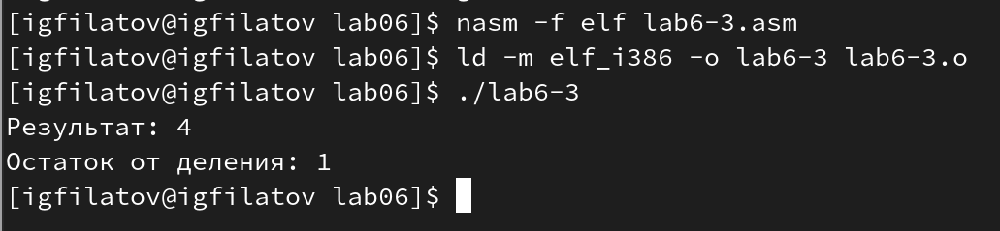 [igfilatov@igfilatov lab06]$ nasm -f elf lab6-3.asm
[igfilatov@igfilatov lab06]$ ld -m elf_i386 -o lab6-3 lab6-3.o
[igfilatov@igfilatov lab06]$ ./lab6-3
Результат: 4
Остаток от деления: 1
[igfilatov@igfilatov lab06]$